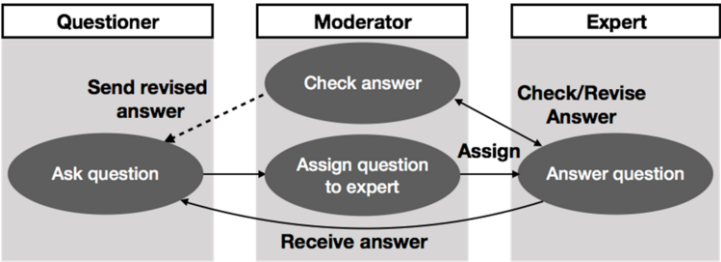 Questioner
Moderator
Expert
Check answer
Send revised
answer
Check/Revise
Answer
Ask question
Assign question
to expert
Assign
Answer question
Receive answer